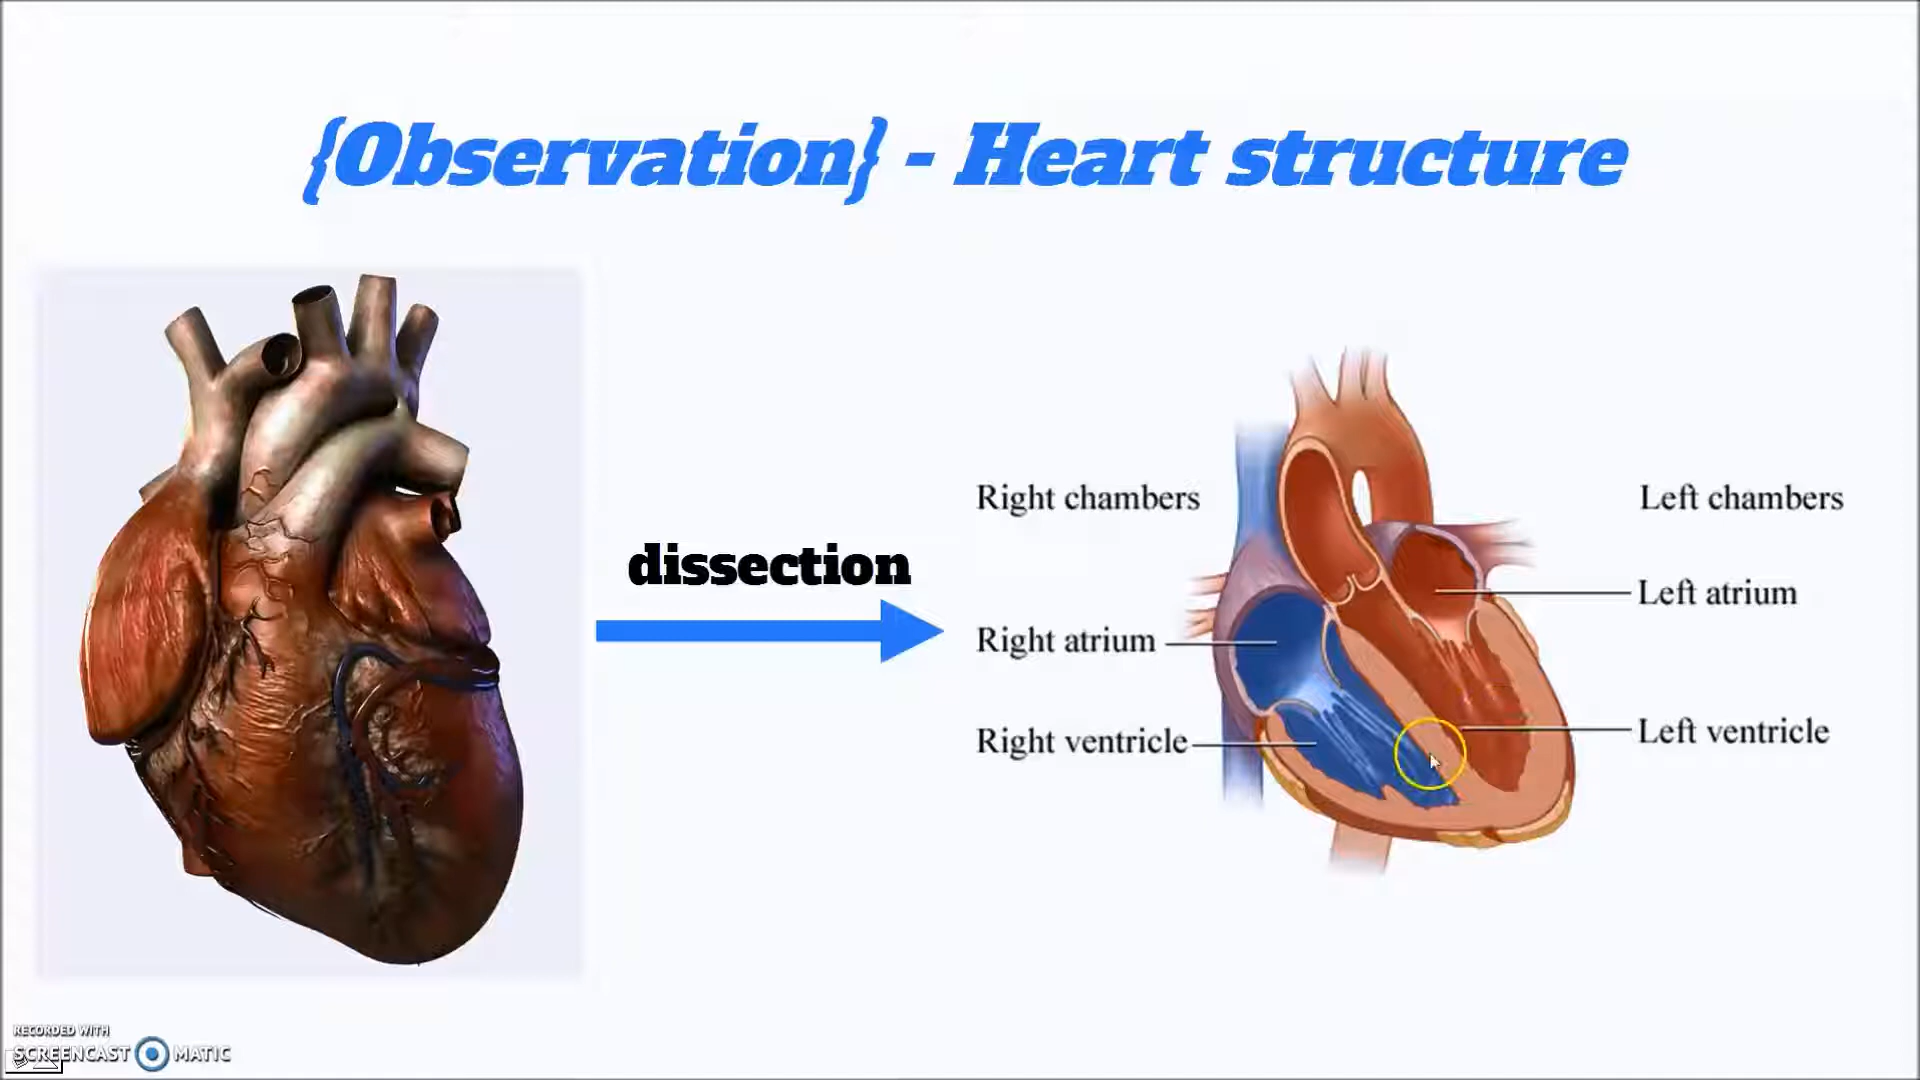 {Observation} - Heart structure
dissection
Right chambers
Left chambers
Left atrium
Right atrium
Left ventricle
Right ventricle
RECORDED WITH
SCREENCAST MATIC